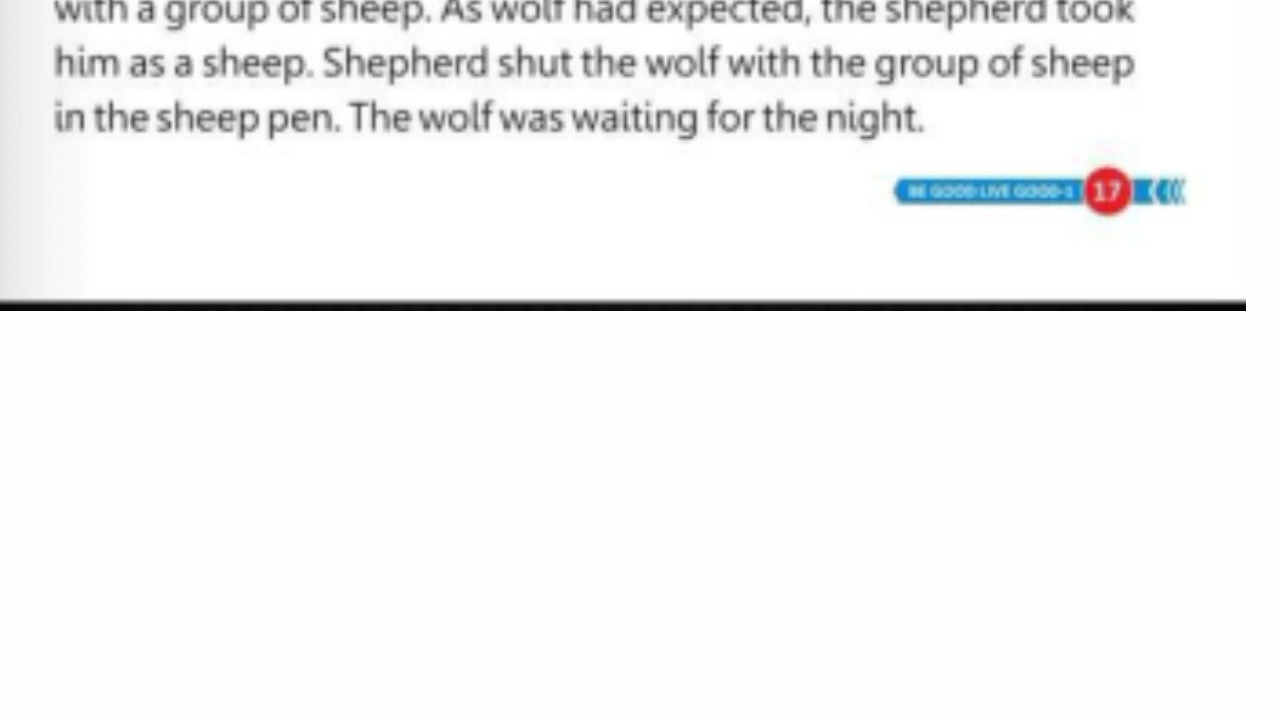 with a group of sheep. As wolf had expected, the shepherd took
him as a sheep. Shepherd shut the wolf with the group of sheep
in the sheep pen. The wolf was waiting for the night.
BE GOOD LIVE GOOD-1 17